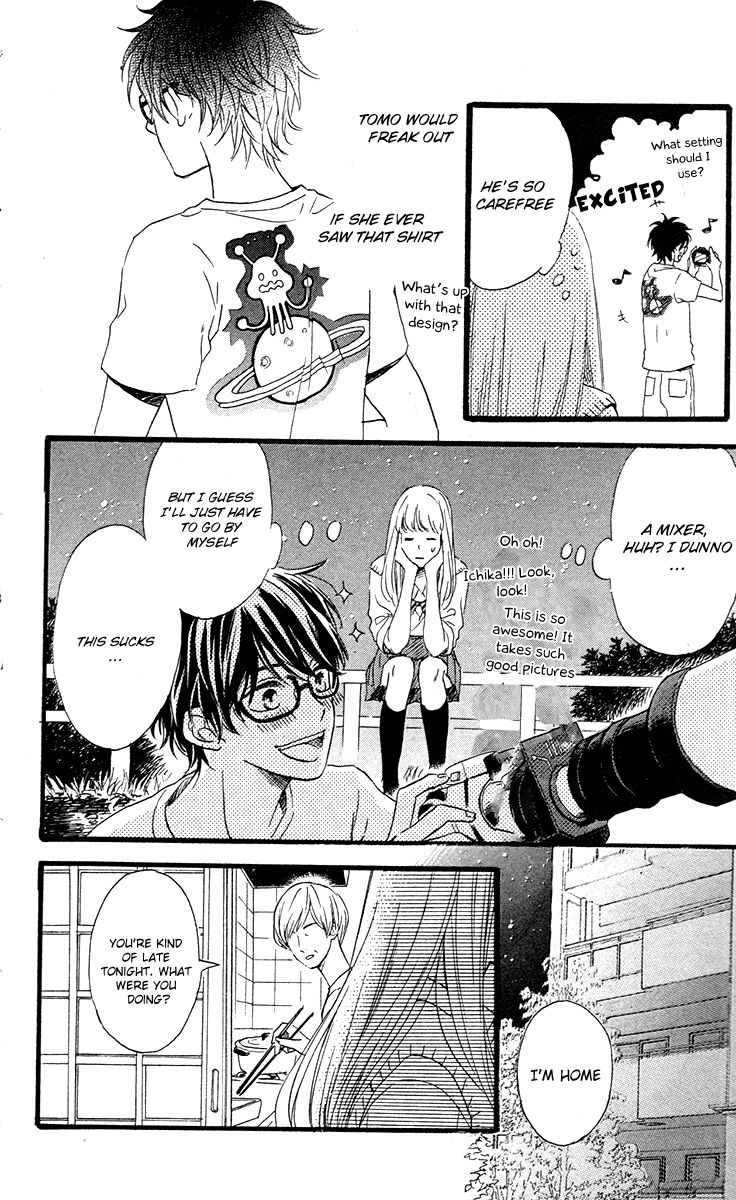 What setting
should I
use?
EXCITED
HE'S SO
CAREFREE
TOMO WOULD
FREAK OUT
IF SHE EVER
SAW THAT SHIRT
What's up
with that
design?
A MIXER,
HUH? I DUNNO
...
Oh oh!
Ichika!!! Look,
look!
This is so
awesome! It
takes such
good pictures
BUT I GUESS
I'LL JUST HAVE
TO GO BY
MYSELF
THIS SUCKS
...
I'M HOME
YOU'RE KIND
OF LATE
TONIGHT. WHAT
WERE YOU
DOING?